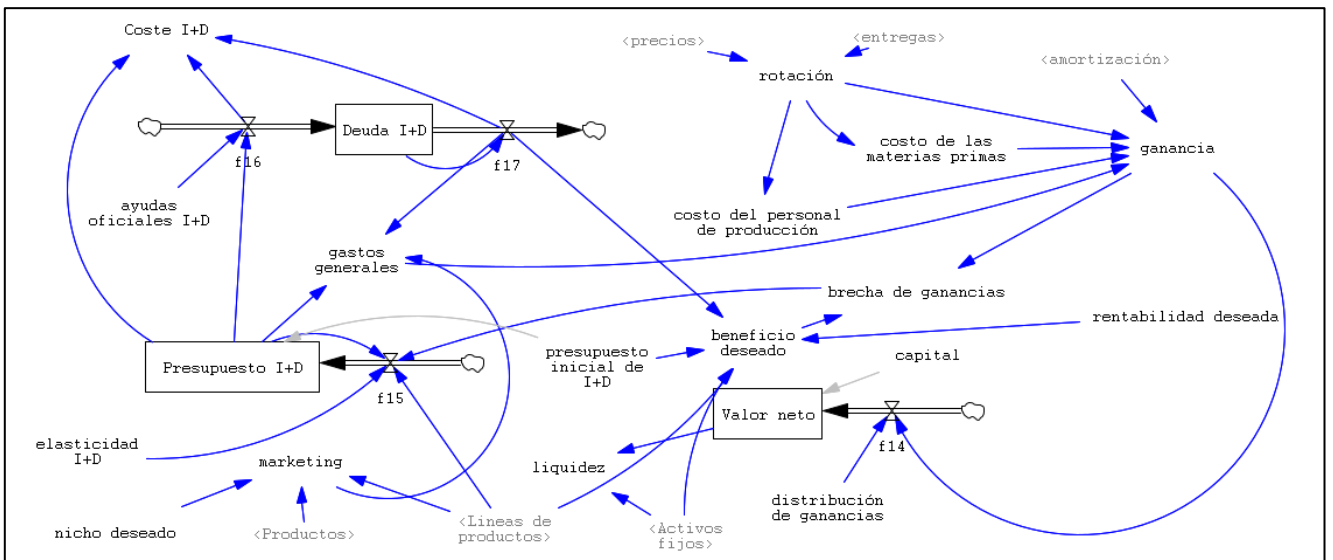 Coste I+D
<precios>
<entregas>
<amortización>
rotación
Deuda I+D
f16
f17
costo de las
materias primas
ganancia
ayudas
oficiales I+D
costo del personal
de producción
gastos
generales
brecha de ganancias
rentabilidad deseada
beneficio
deseado
presupuesto
inicial de
I+D
capital
Presupuesto I+D
f15
Valor neto
f14
elasticidad
I+D
marketing
liquidez
distribución
de ganancias
nicho deseado
<Productos>
<Lineas de
productos>
<Activos
fijos>